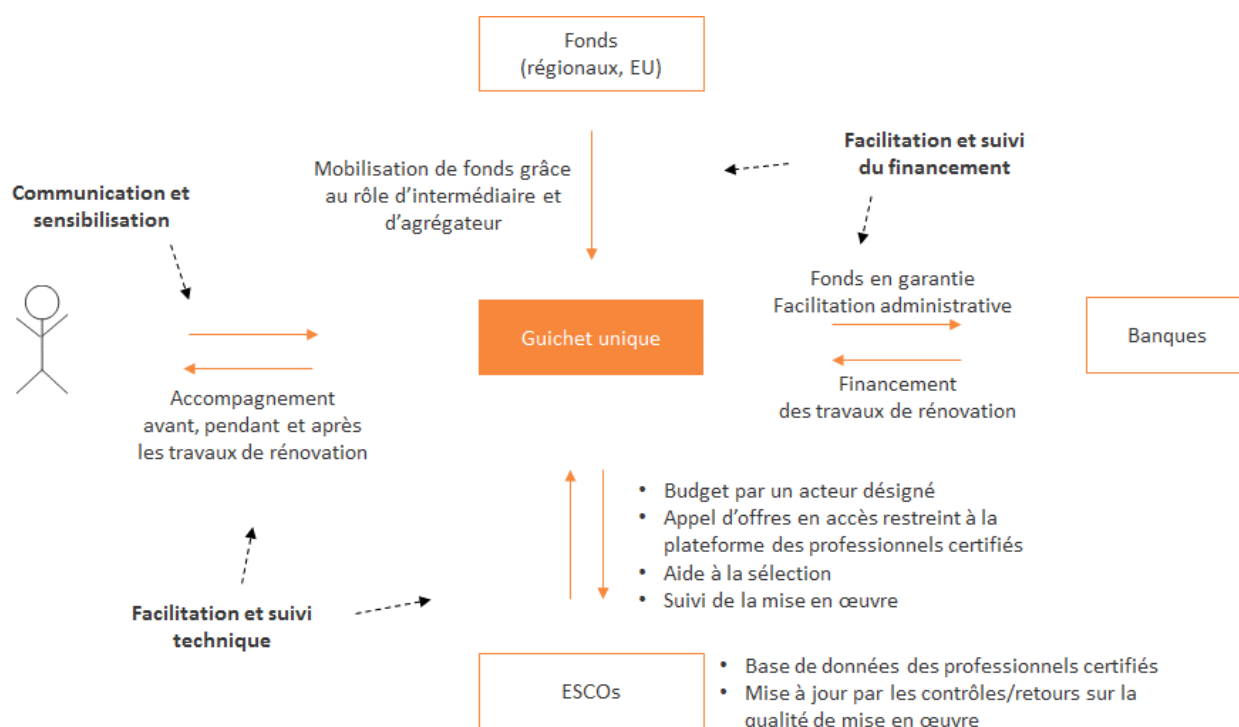 Fonds
(régionaux, EU)
Facilitation et suivi
du financement
Mobilisation de fonds grâce
au rôle d’intermédiaire et
d’agrégateur
Communication et
sensibilisation
Fonds en garantie
Facilitation administrative
Guichet unique
Banques
Financement
des travaux de rénovation
Accompagnement
avant, pendant et après
les travaux de rénovation
• Budget par un acteur désigné
• Appel d’offres en accès restreint à la
plateforme des professionnels certifiés
• Aide à la sélection
• Suivi de la mise en œuvre
Facilitation et suivi
technique
ESCOs
• Base de données des professionnels certifiés
• Mise à jour par les contrôles/retours sur la
qualité de mise en œuvre